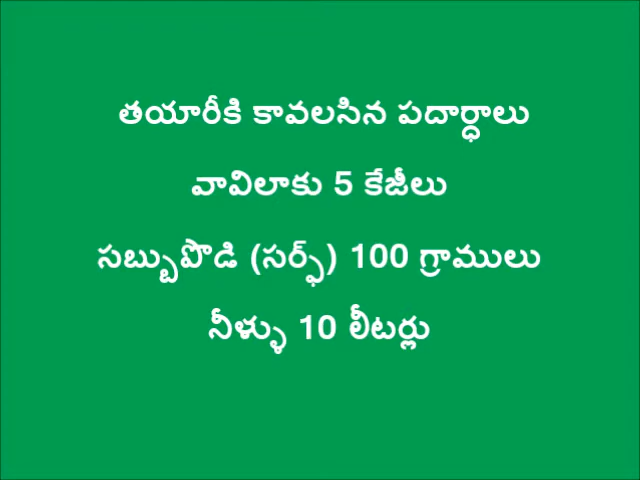 తయారీకి కావలసిన పదార్ధాలు
వావిలాకు 5 కేజీలు
సబ్బుపొడి (సర్ఫ్) 100 గ్రాములు
నీళ్ళు 10 లీటర్లు